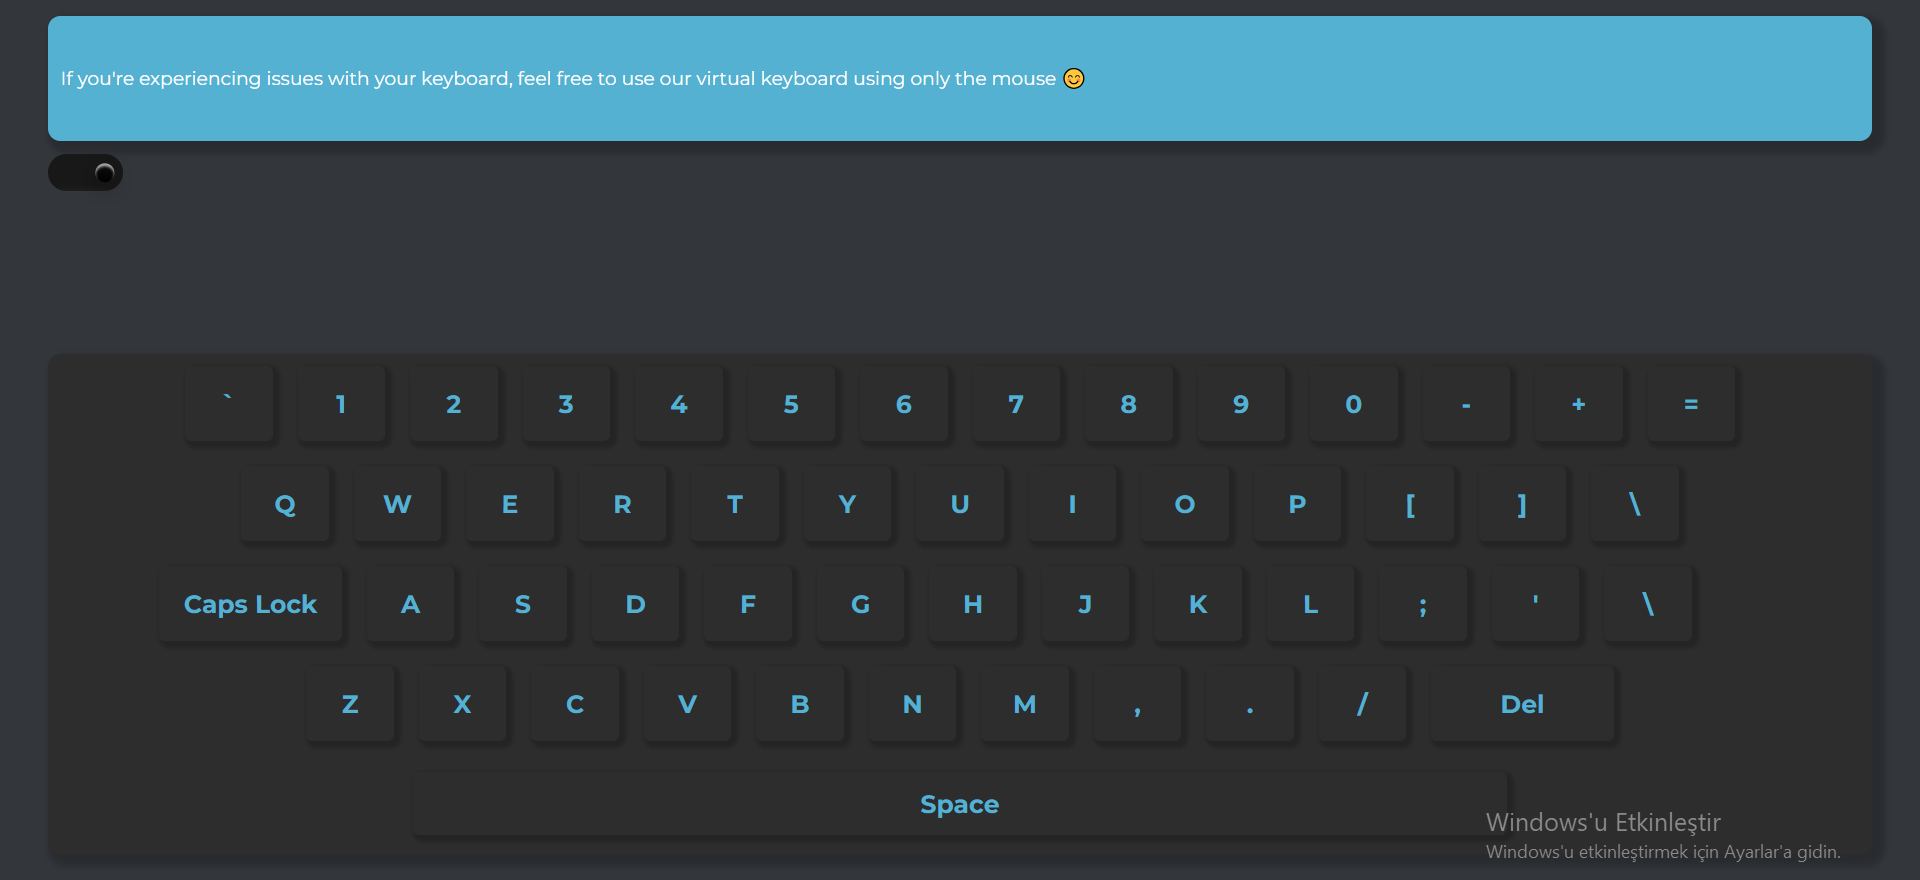 If you're experiencing issues with your keyboard, feel free to use our virtual keyboard using only the mouse 😊
` 1 2 3 4 5 6 7 8 9 0 - + =
Q W E R T Y U I O P [ ] \
Caps Lock A S D F G H J K L ; ' \
Z X C V B N M , . / Del
Space
Windows'u Etkinleştir
Windows'u etkinleştirmek için Ayarlar'a gidin.